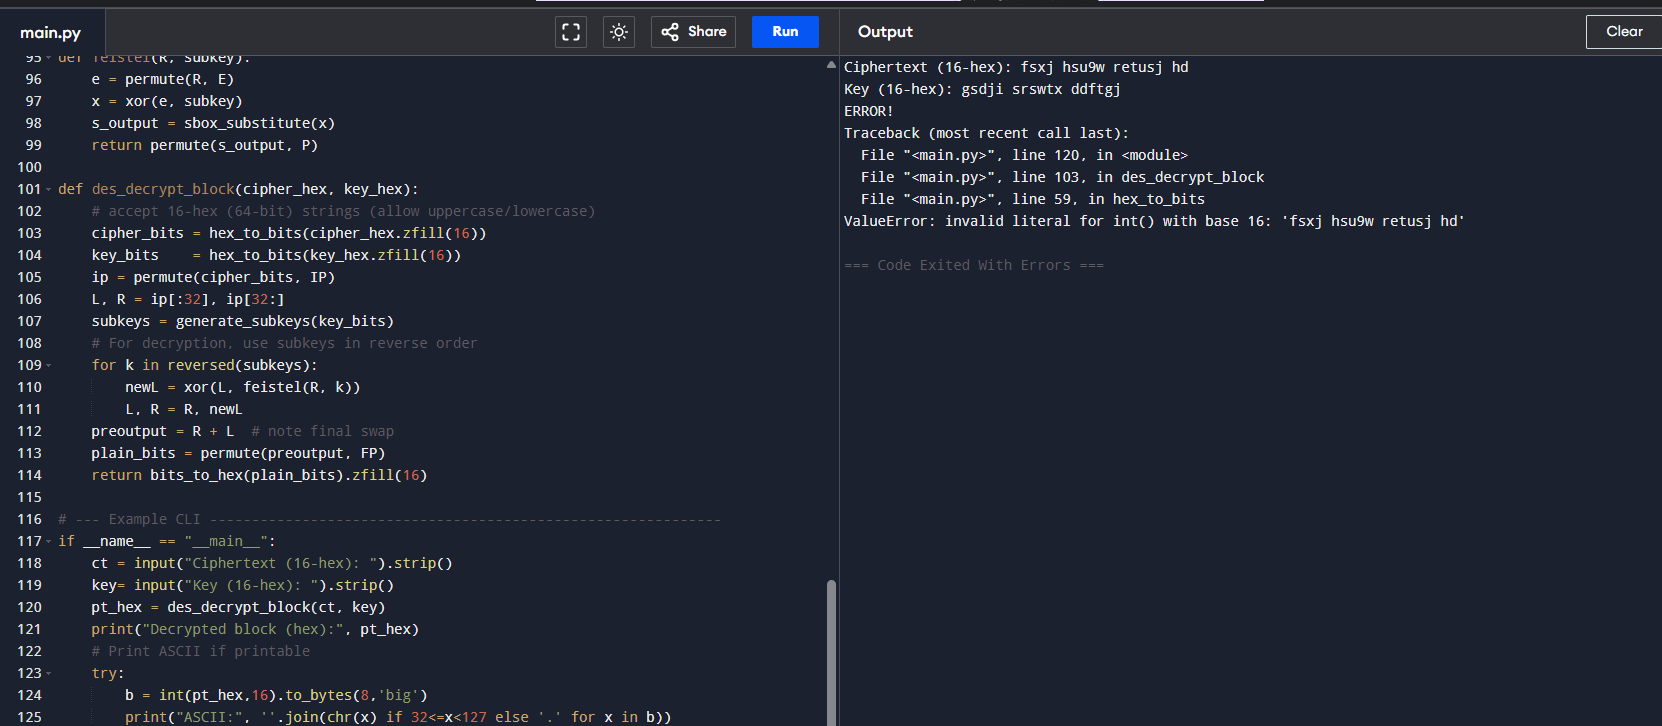 main.py
Share
Run
Output
Clear
95 def feistel(R, subkey):
96 e = permute(R, E)
97 x = xor(e, subkey)
98 s_output = sbox_substitute(x)
99 return permute(s_output, P)
100
101 def des_decrypt_block(cipher_hex, key_hex):
102 # accept 16-hex (64-bit) strings (allow uppercase/lowercase)
103 cipher_bits = hex_to_bits(cipher_hex.zfill(16))
104 key_bits    = hex_to_bits(key_hex.zfill(16))
105 ip = permute(cipher_bits, IP)
106 L, R = ip[:32], ip[32:]
107 subkeys = generate_subkeys(key_bits)
108 # For decryption, use subkeys in reverse order
109 for k in reversed(subkeys):
110 newL = xor(L, feistel(R, k))
111 L, R = R, newL
112 preoutput = R + L  # note final swap
113 plain_bits = permute(preoutput, FP)
114 return bits_to_hex(plain_bits).zfill(16)
115
116 # --- Example CLI -------------------------------------------------------------
117 if __name__ == "__main__":
118 ct = input("Ciphertext (16-hex): ").strip()
119 key= input("Key (16-hex): ").strip()
120 pt_hex = des_decrypt_block(ct, key)
121 print("Decrypted block (hex):", pt_hex)
122 # Print ASCII if printable
123 try:
124 b = int(pt_hex,16).to_bytes(8,'big')
125 print("ASCII:", ''.join(chr(x) if 32<=x<127 else '.' for x in b))
Ciphertext (16-hex): fsxj hsu9w retusj hd
Key (16-hex): gsdji srswtx ddftgj
ERROR!
Traceback (most recent call last):
File "<main.py>", line 120, in <module>
File "<main.py>", line 103, in des_decrypt_block
File "<main.py>", line 59, in hex_to_bits
ValueError: invalid literal for int() with base 16: 'fsxj hsu9w retusj hd'
=== Code Exited With Errors ===